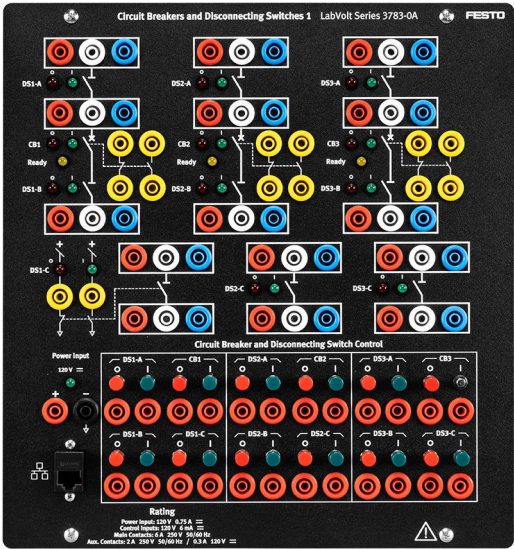 Circuit Breakers and Disconnecting Switches 1 LabVolt Series 3783-0A FESTO
O I
DS1-A
O I
DS2-A
O I
DS3-A
O I
CB1
Ready
O I
CB2
Ready
O I
CB3
Ready
O I
DS1-B
O I
DS2-B
O I
DS3-B
+ +
O I
DS1-C
O I
DS2-C
O I
DS3-C
Circuit Breaker and Disconnecting Switch Control
Power Input
120 V
+ −
DS1-A CB1 DS2-A CB2 DS3-A CB3
O I O I O I O I O I O I
DS1-B DS1-C DS2-B DS2-C DS3-B DS3-C
O I O I O I O I O I O I
Rating
Power Input: 120 V 0.75 A
Control Inputs: 120 V 6 mA
Main Contacts: 6 A 250 V 50/60 Hz
Aux. Contacts: 2 A 250 V 50/60 Hz / 0.3 A 120 V